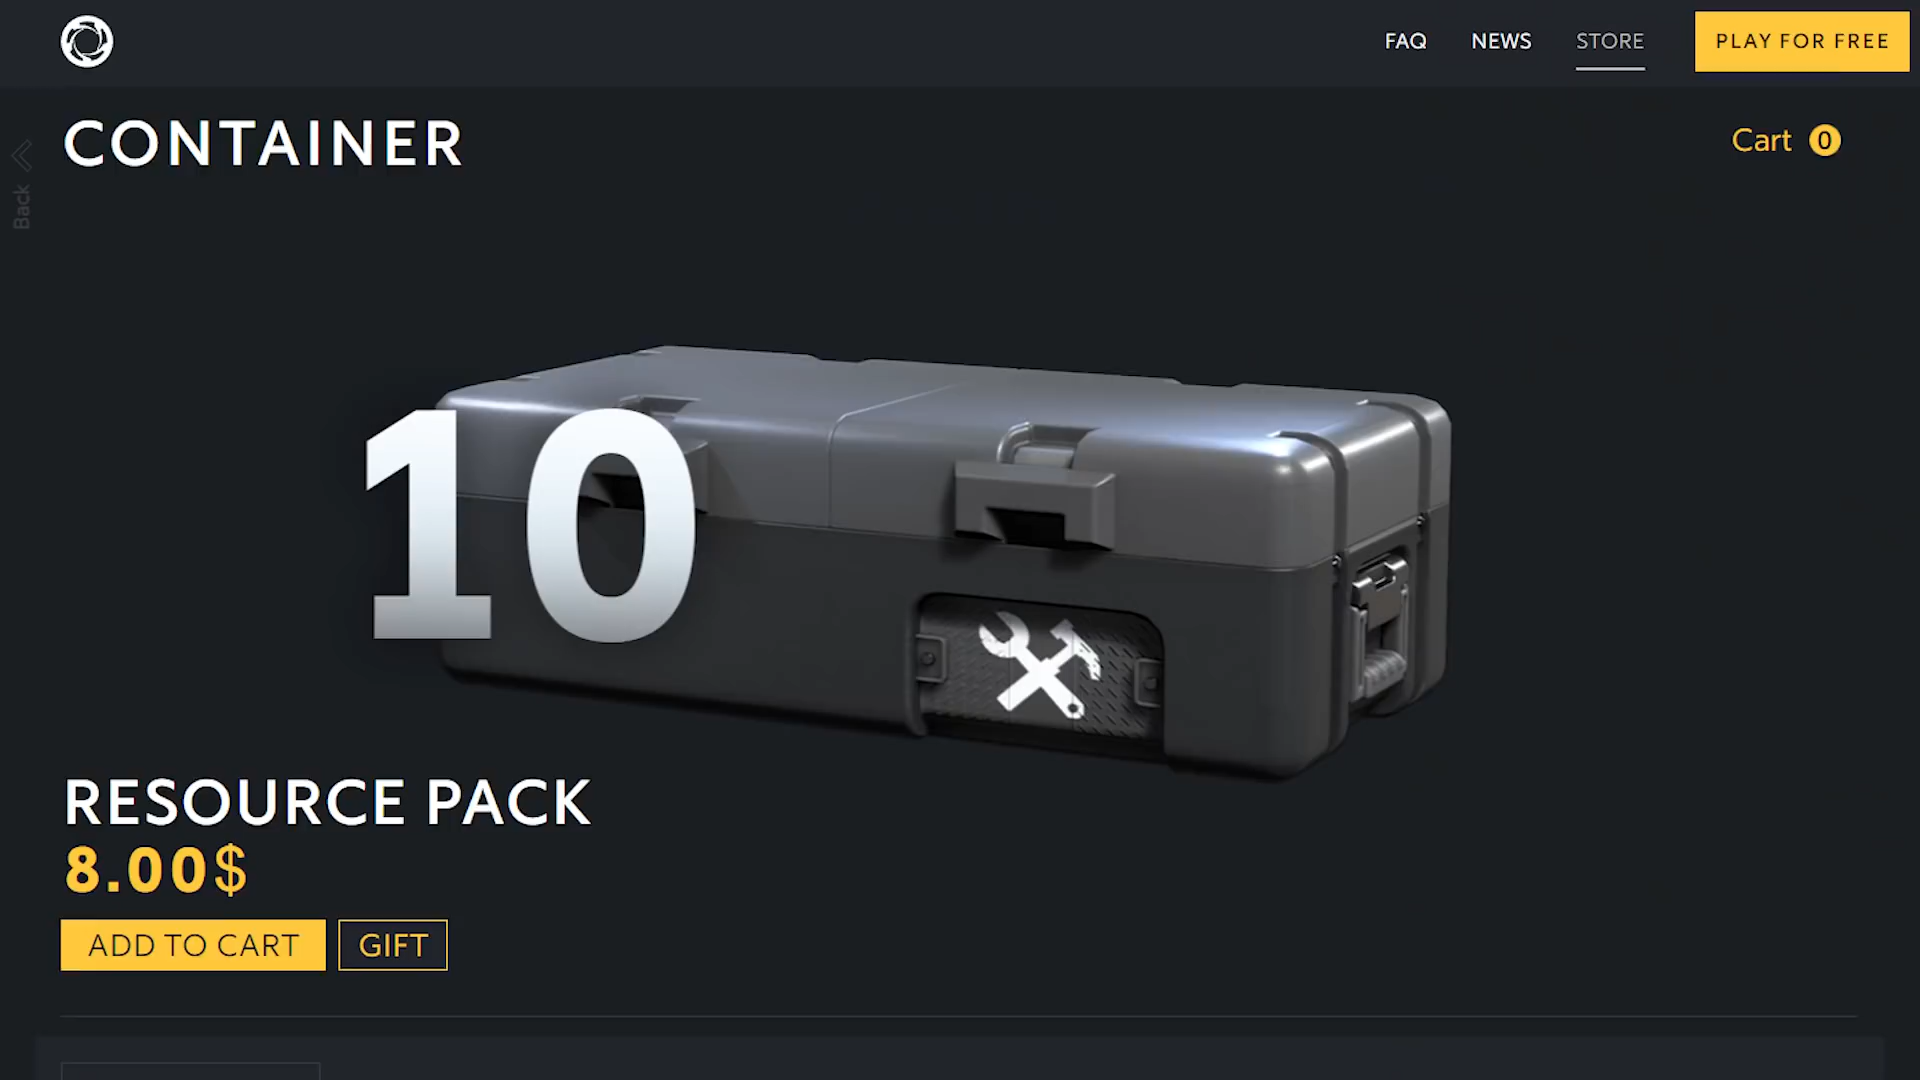 FAQ
NEWS
STORE
PLAY FOR FREE
CONTAINER
Cart 0
Back
10
RESOURCE PACK
8.00$
ADD TO CART
GIFT